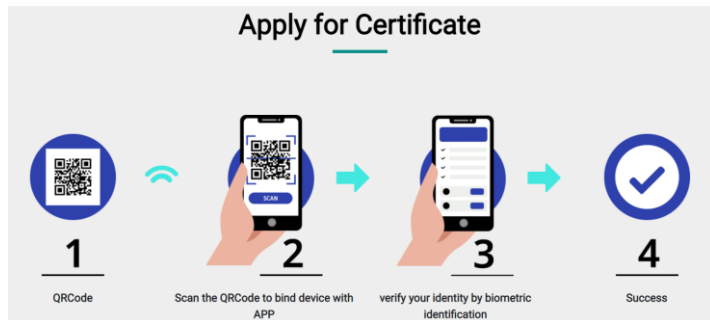 Apply for Certificate
SCAN
1
2
3
4
QRCode
Scan the QRCode to bind device with
APP
verify your identity by biometric
identification
Success